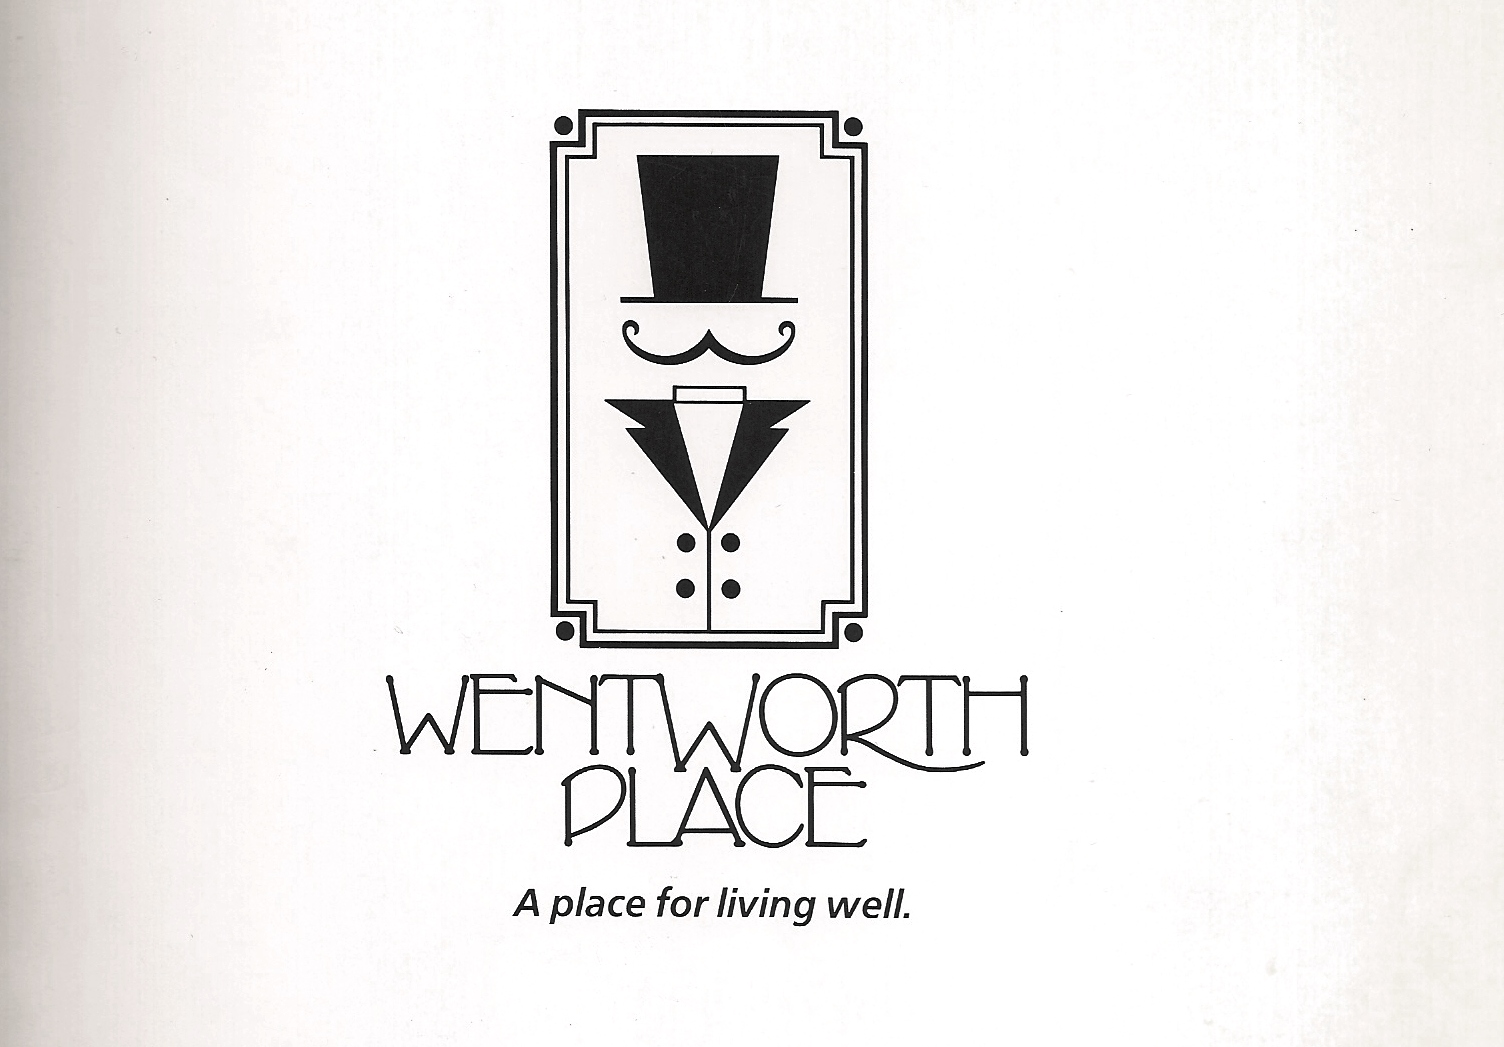 WENTWORTH
PLACE
A place for living well.